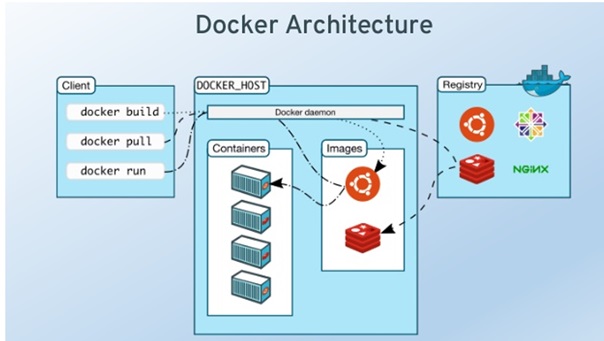 Docker Architecture
Client
docker build
docker pull
docker run
DOCKER_HOST
Docker daemon
Containers
Images
Registry
NGINX